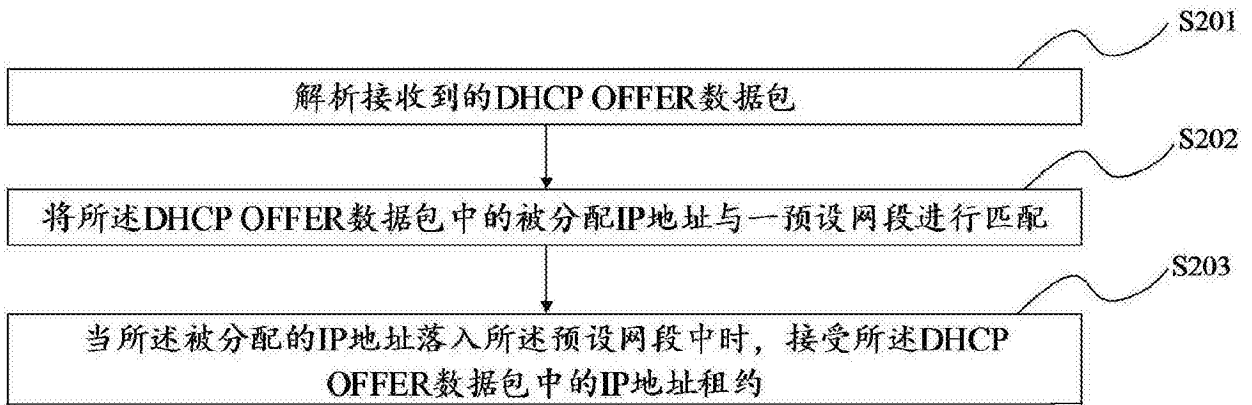 S201
解析接收到的DHCP OFFER数据包
S202
将所述DHCP OFFER数据包中的被分配IP地址与一预设网段进行匹配
S203
当所述被分配的IP地址落入所述预设网段中时，接受所述DHCP
OFFER数据包中的IP地址租约